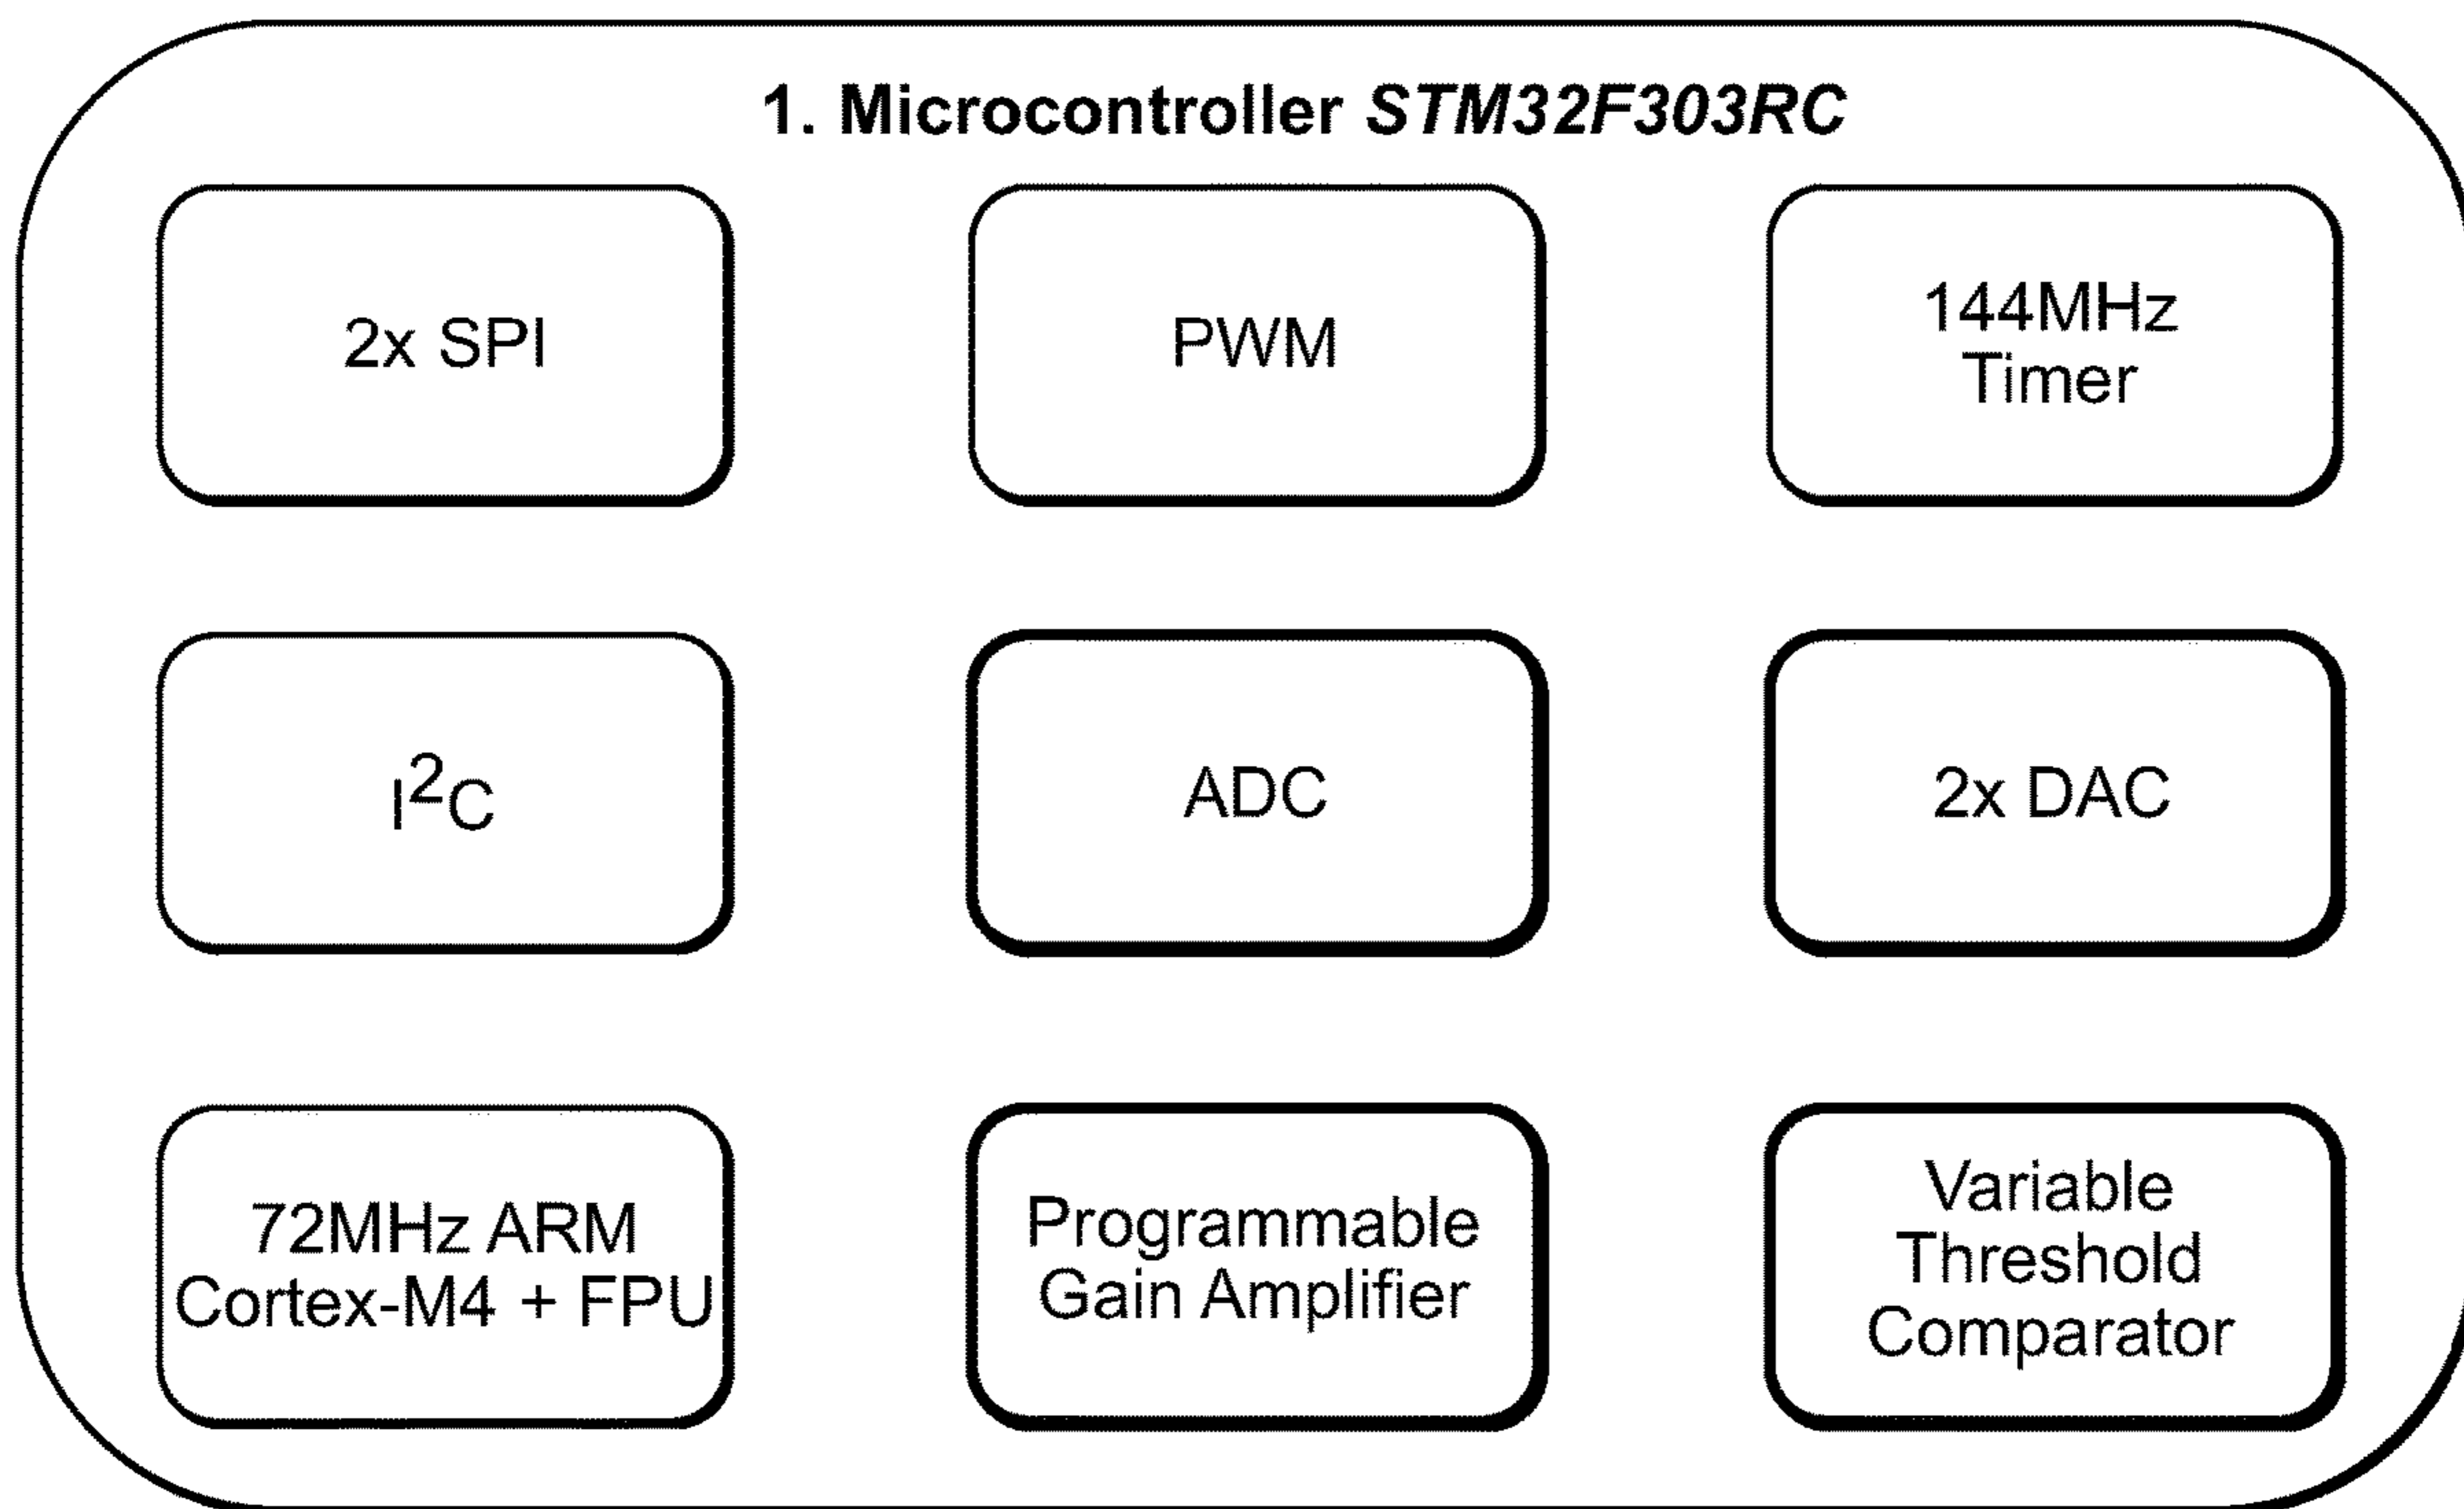 1. Microcontroller STM32F303RC
2x SPI
PWM
144MHz
Timer
I²C
ADC
2x DAC
72MHz ARM
Cortex-M4 + FPU
Programmable
Gain Amplifier
Variable
Threshold
Comparator